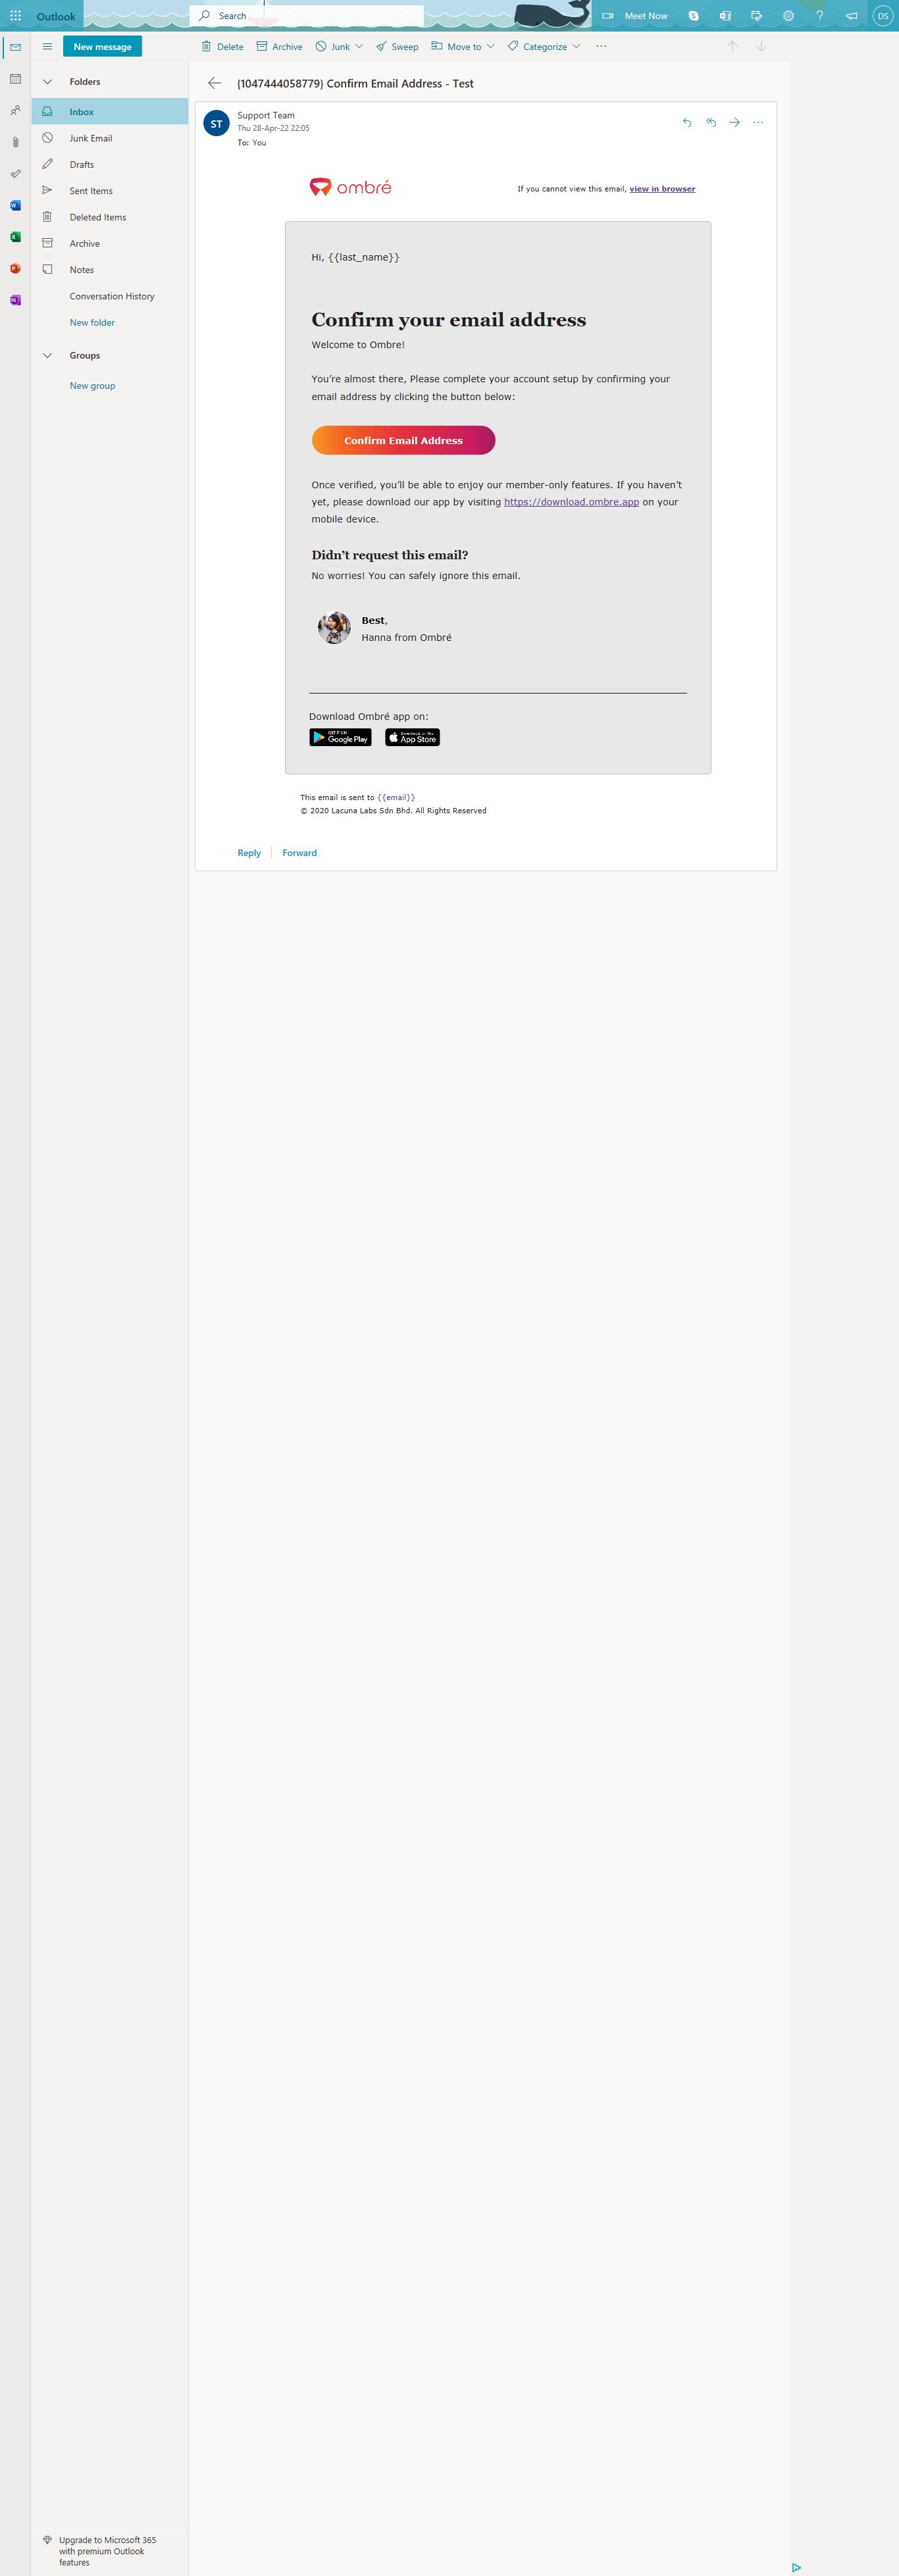 Outlook
Search
Meet Now
DS
New message
Delete
Archive
Junk
Sweep
Move to
Categorize
Folders
Inbox
Junk Email
Drafts
Sent Items
Deleted Items
Archive
Notes
Conversation History
New folder
Groups
New group
{1047444058779} Confirm Email Address - Test
ST
Support Team
Thu 28-Apr-22 22:05
To: You
ombré
If you cannot view this email, view in browser
Hi, {{last_name}}
Confirm your email address
Welcome to Ombre!
You’re almost there, Please complete your account setup by confirming your
email address by clicking the button below:
Confirm Email Address
Once verified, you’ll be able to enjoy our member-only features. If you haven’t
yet, please download our app by visiting https://download.ombre.app on your
mobile device.
Didn’t request this email?
No worries! You can safely ignore this email.
Best,
Hanna from Ombré
Download Ombré app on:
GET IT ON
Google Play
Download on the
App Store
This email is sent to {{email}}
© 2020 Lacuna Labs Sdn Bhd. All Rights Reserved
Reply
Forward
Upgrade to Microsoft 365
with premium Outlook
features